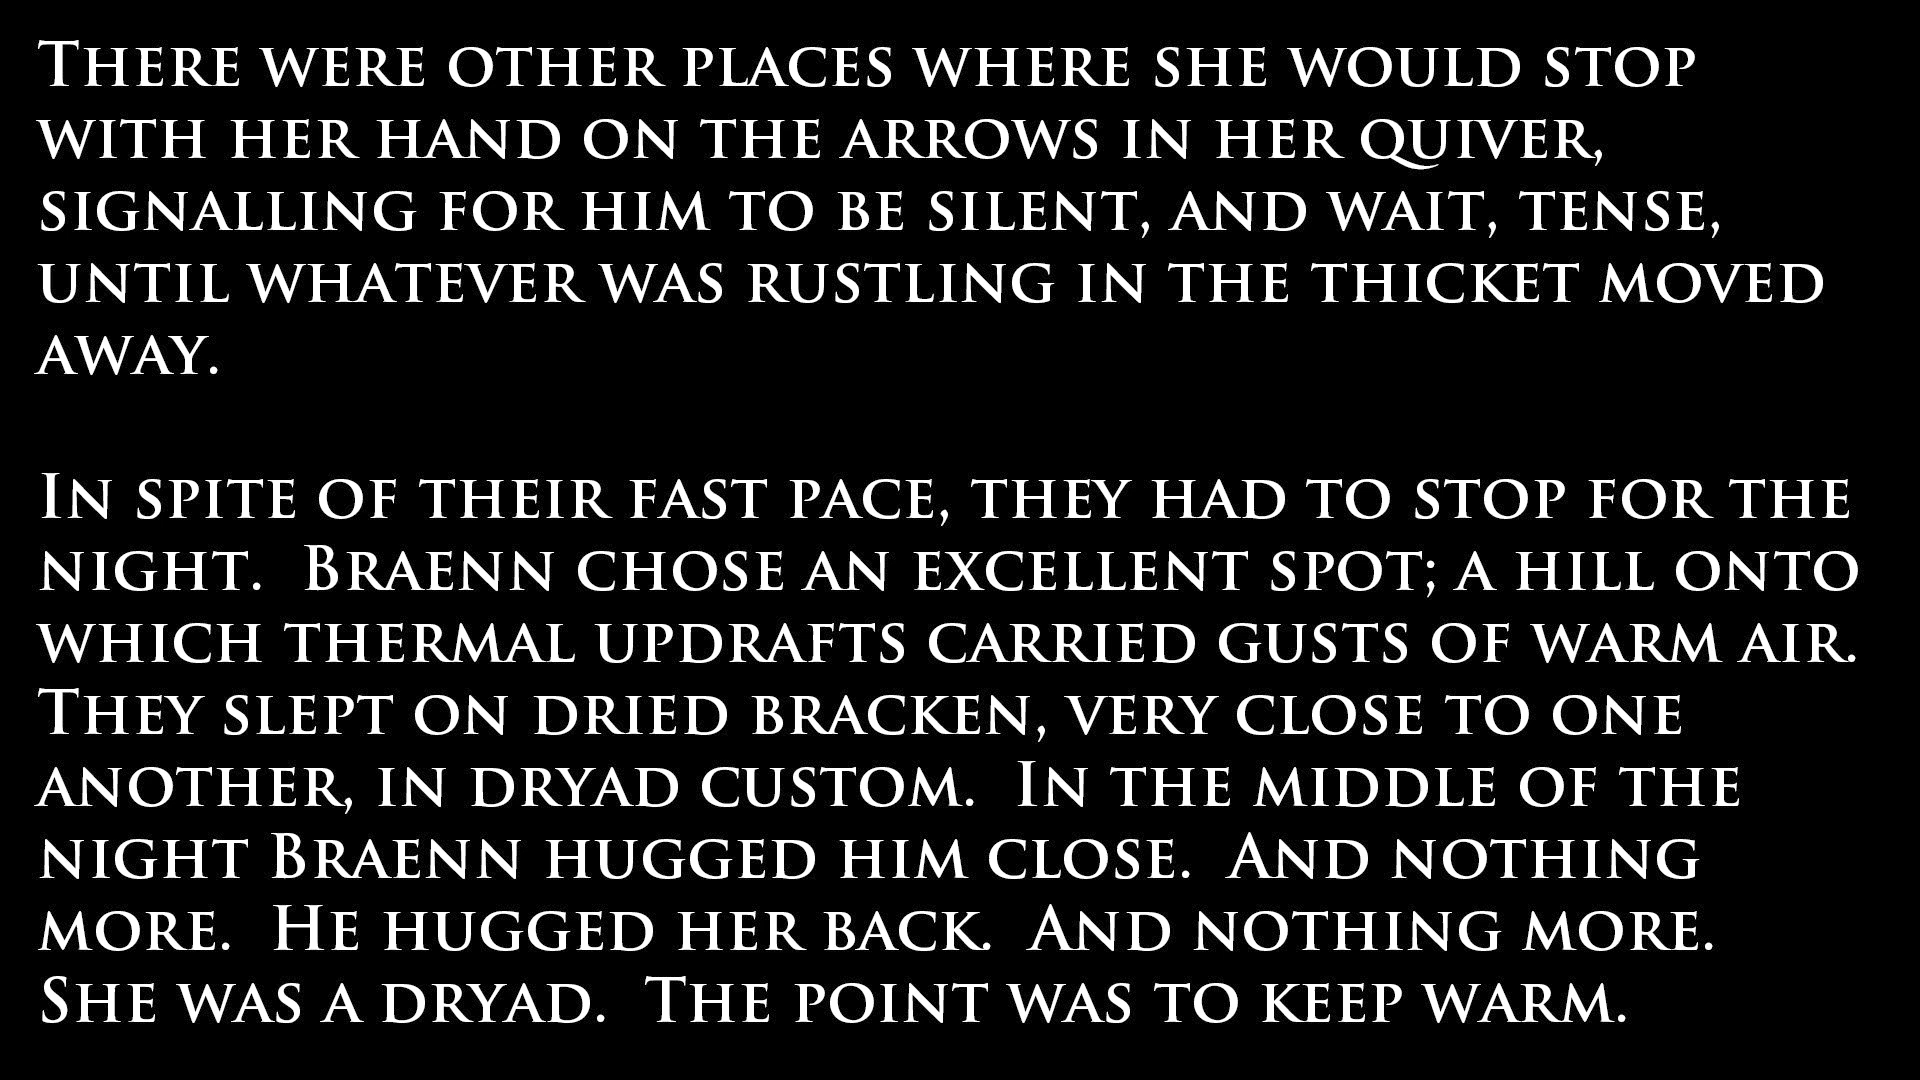 There were other places where she would stop
with her hand on the arrows in her quiver,
signalling for him to be silent, and wait, tense,
until whatever was rustling in the thicket moved
away.
In spite of their fast pace, they had to stop for the
night.  Braenn chose an excellent spot; a hill onto
which thermal updrafts carried gusts of warm air.
They slept on dried bracken, very close to one
another, in dryad custom.  In the middle of the
night Braenn hugged him close.  And nothing
more.  He hugged her back.  And nothing more.
She was a dryad.  The point was to keep warm.